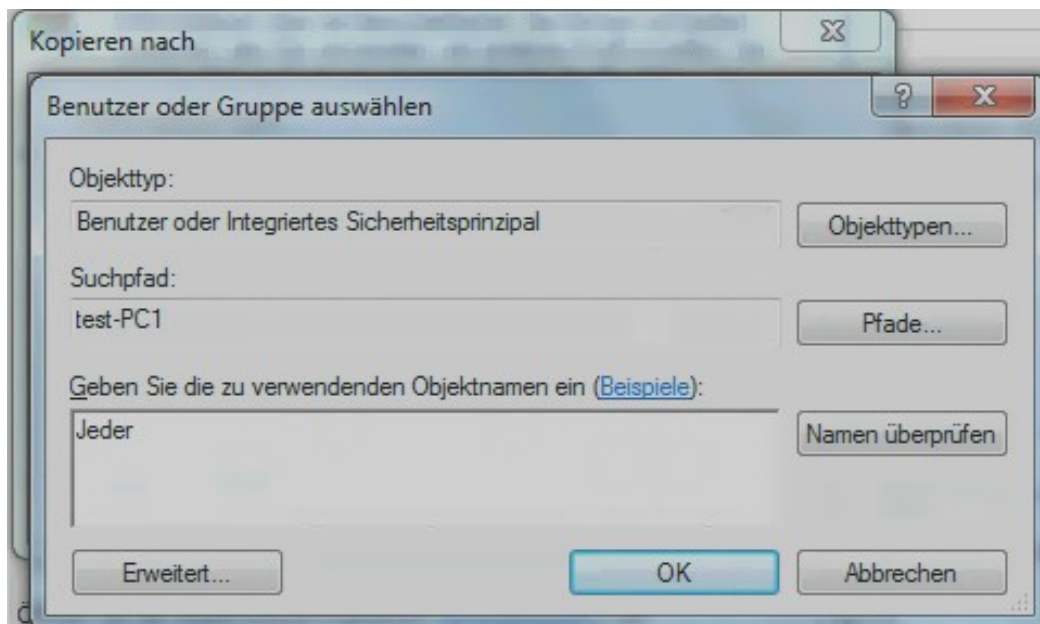 Kopieren nach
Benutzer oder Gruppe auswählen
Objekttyp:
Benutzer oder Integriertes Sicherheitsprinzipal
Objekttypen...
Suchpfad:
test-PC1
Pfade...
Geben Sie die zu verwendenden Objektnamen ein (Beispiele):
Jeder
Namen überprüfen
Erweitert...
OK
Abbrechen